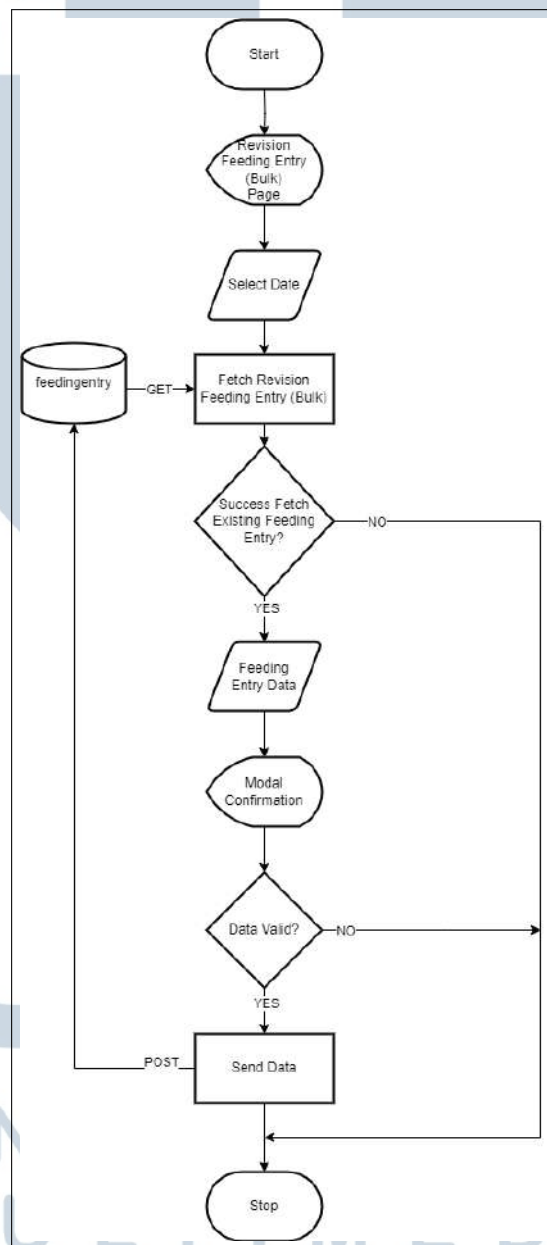 Start
Revision
Feeding Entry
(Bulk)
Page
Select Date
feedingentry
GET
Fetch Revision
Feeding Entry (Bulk)
Success Fetch
Existing Feeding
Entry?
NO
YES
Feeding
Entry Data
Modal
Confirmation
Data Valid?
NO
YES
POST
Send Data
Stop